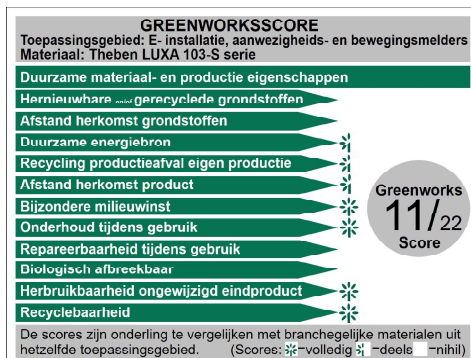 GREENWORKSSCORE
Toepassingsgebied: E- installatie, aanwezigheids- en bewegingsmelders
Materiaal: Theben LUXA 103-S serie
Duurzame materiaal- en productie eigenschappen
Hernieuwbare en/of gerecyclede grondstoffen
Afstand herkomst grondstoffen
Duurzame energiebron
Recycling productieafval eigen productie
Afstand herkomst product
Bijzondere milieuwinst
Onderhoud tijdens gebruik
Repareerbaarheid tijdens gebruik
Biologisch afbreekbaar
Herbruikbaarheid ongewijzigd eindproduct
Recyclebaarheid
Greenworks
11/22
Score
De scores zijn onderling te vergelijken met branchegelijke materialen uit
hetzelfde toepassingsgebied. (Scores: =volledig =deels =nihil)